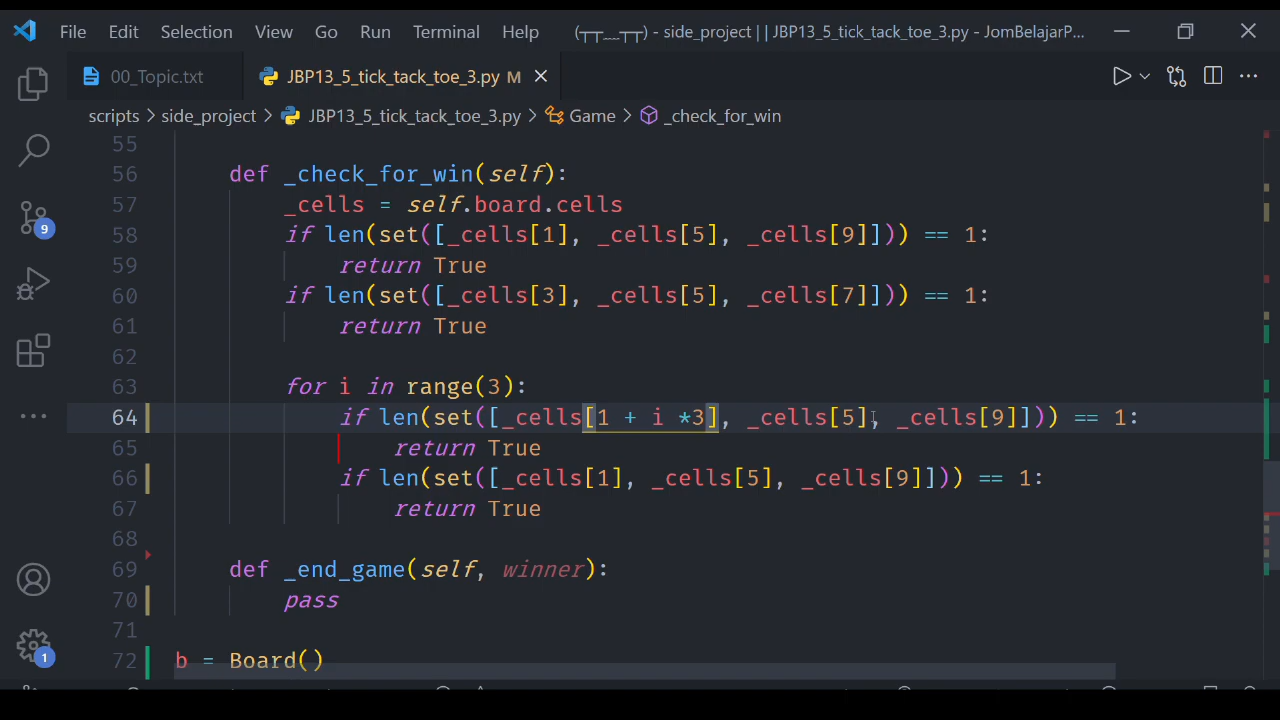 File Edit Selection View Go Run Terminal Help (┬┬﹏┬┬) - side_project | | JBP13_5_tick_tack_toe_3.py - JomBelajarP...
00_Topic.txt JBP13_5_tick_tack_toe_3.py M
scripts > side_project > JBP13_5_tick_tack_toe_3.py > Game > _check_for_win
55
56 def _check_for_win(self):
57 _cells = self.board.cells
58 if len(set([_cells[1], _cells[5], _cells[9]])) == 1:
59 return True
60 if len(set([_cells[3], _cells[5], _cells[7]])) == 1:
61 return True
62
63 for i in range(3):
64 if len(set([_cells[1 + i *3], _cells[5], _cells[9]])) == 1:
65 return True
66 if len(set([_cells[1], _cells[5], _cells[9]])) == 1:
67 return True
68
69 def _end_game(self, winner):
70 pass
71
72 b = Board()
9
1